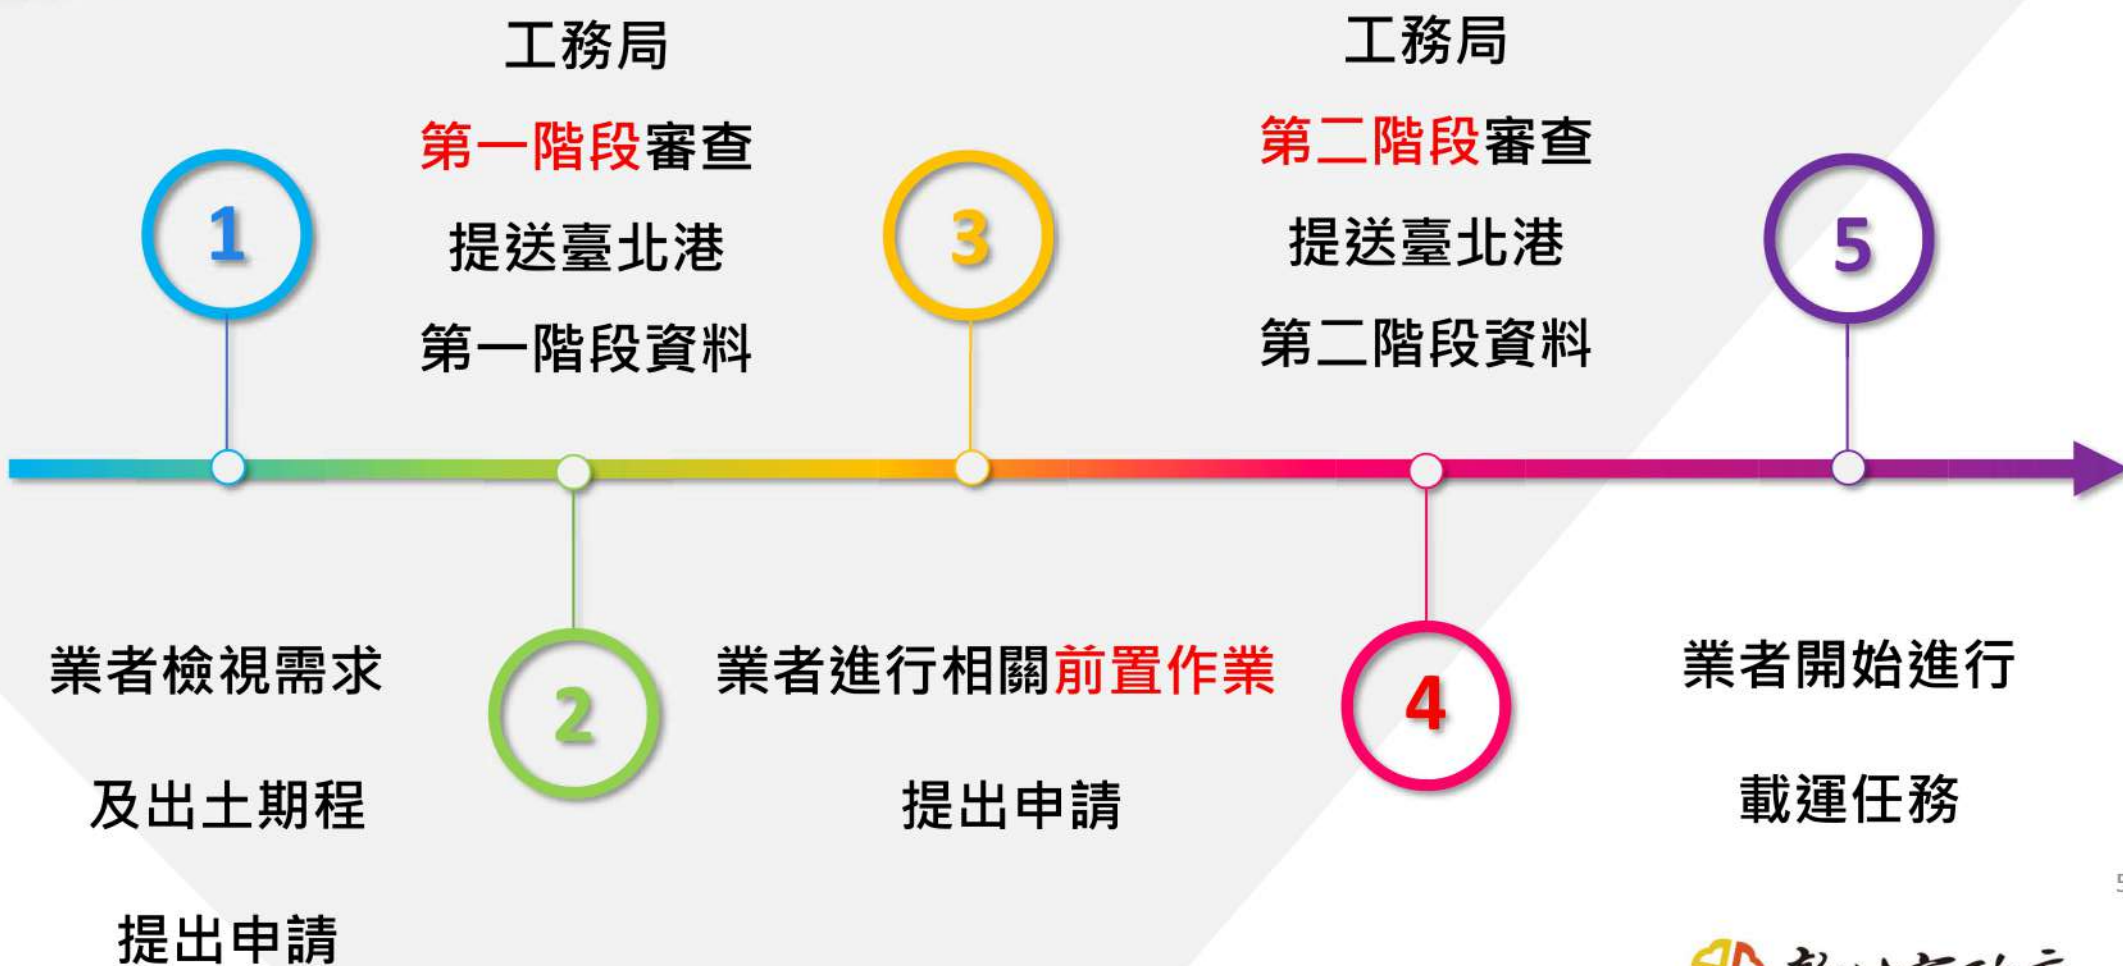 1
業者檢視需求
及出土期程
提出申請
工務局
第一階段審查
提送臺北港
第一階段資料
2
3
業者進行相關前置作業
提出申請
工務局
第二階段審查
提送臺北港
第二階段資料
4
5
業者開始進行
載運任務